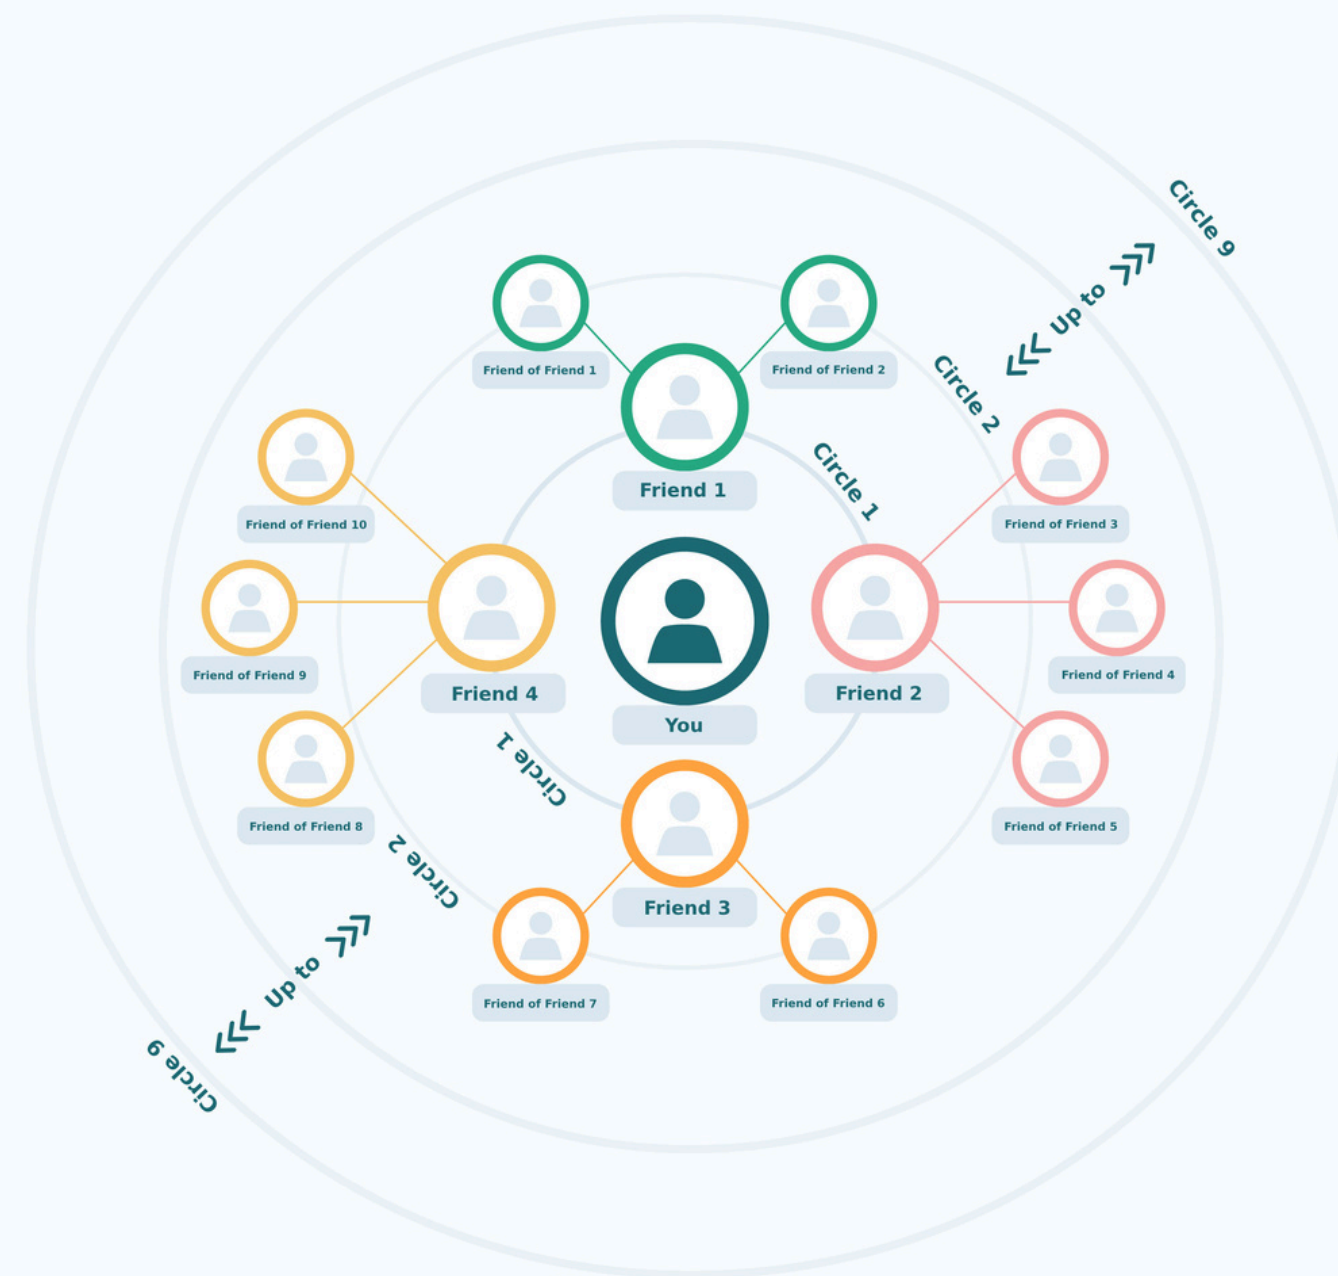 Circle 9
Up to
Friend of Friend 1
Friend of Friend 2
Circle 2
Circle 1
Friend 1
Friend of Friend 10
Friend of Friend 3
Friend of Friend 9
Friend 4
You
Friend 2
Friend of Friend 4
Circle 1
Friend of Friend 8
Friend of Friend 5
Circle 2
Friend 3
Up to
Friend of Friend 7
Friend of Friend 6
Circle 9